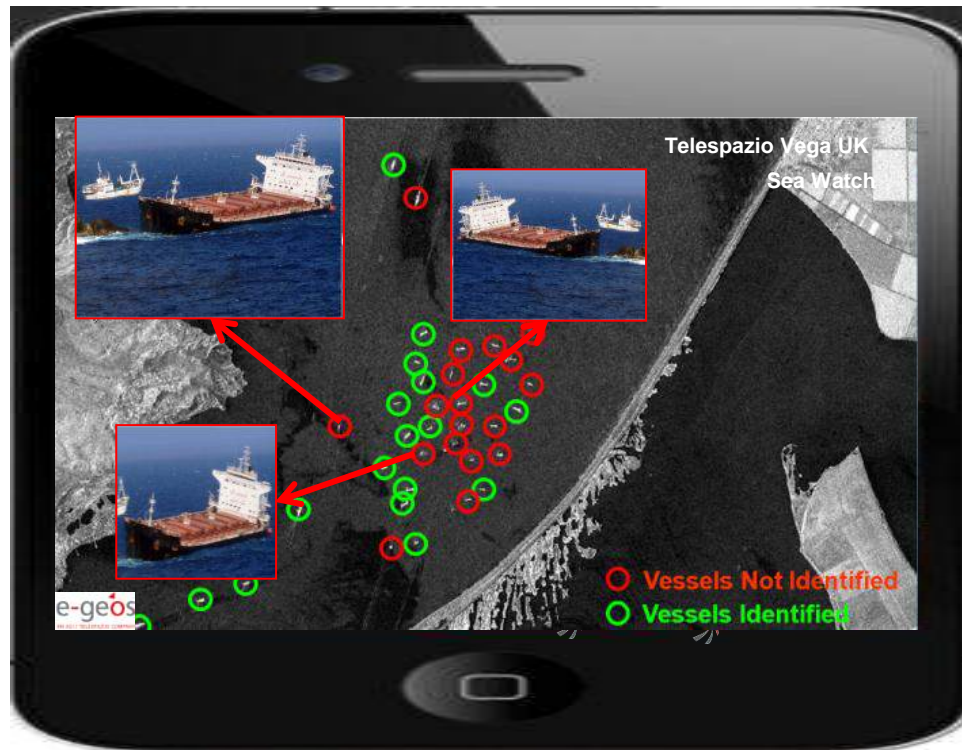 Telespazio Vega UK
Sea Watch
Vessels Not Identified
Vessels Identified
e-geos